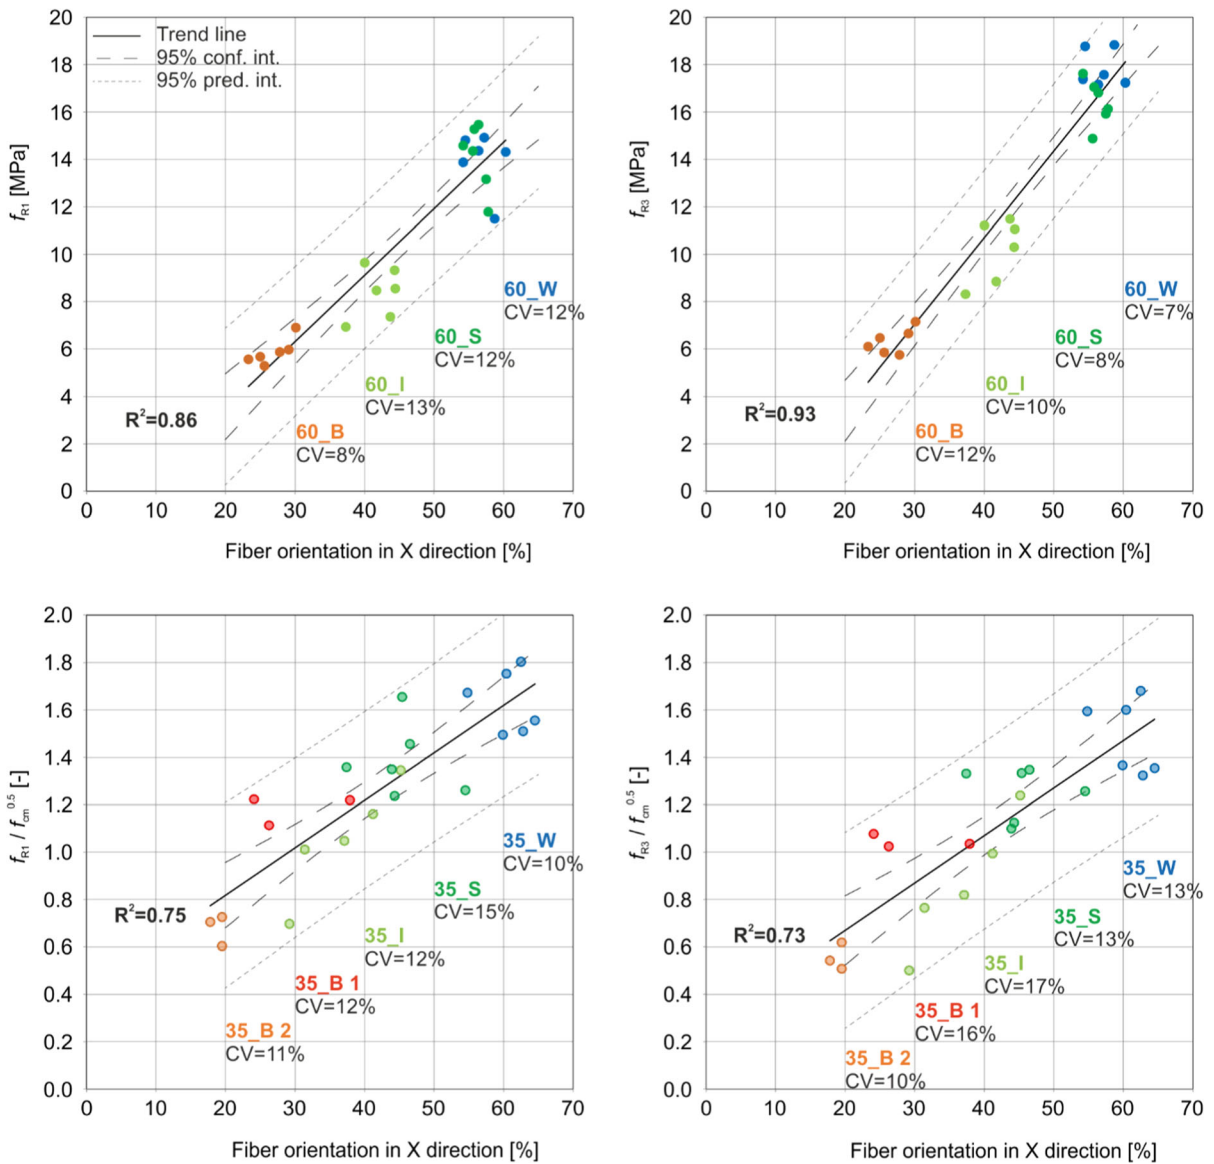 20
18
16
14
12
10
8
6
4
2
0
Trend line
95% conf. int.
95% pred. int.
fR1 [MPa]
60_W
CV=12%
60_S
CV=12%
60_I
CV=13%
R²=0.86
60_B
CV=8%
0 10 20 30 40 50 60 70
Fiber orientation in X direction [%]
20
18
16
14
12
10
8
6
4
2
0
fR3 [MPa]
60_W
CV=7%
60_S
CV=8%
60_I
CV=10%
R²=0.93
60_B
CV=12%
0 10 20 30 40 50 60 70
Fiber orientation in X direction [%]
2.0
1.8
1.6
1.4
1.2
1.0
0.8
0.6
0.4
0.2
0.0
fR1 / fcm^0.5 [-]
35_W
CV=10%
35_S
CV=15%
R²=0.75
35_I
CV=12%
35_B 1
CV=12%
35_B 2
CV=11%
0 10 20 30 40 50 60 70
Fiber orientation in X direction [%]
2.0
1.8
1.6
1.4
1.2
1.0
0.8
0.6
0.4
0.2
0.0
fR3 / fcm^0.5 [-]
35_W
CV=13%
35_S
CV=13%
R²=0.73
35_I
CV=17%
35_B 1
CV=16%
35_B 2
CV=10%
0 10 20 30 40 50 60 70
Fiber orientation in X direction [%]